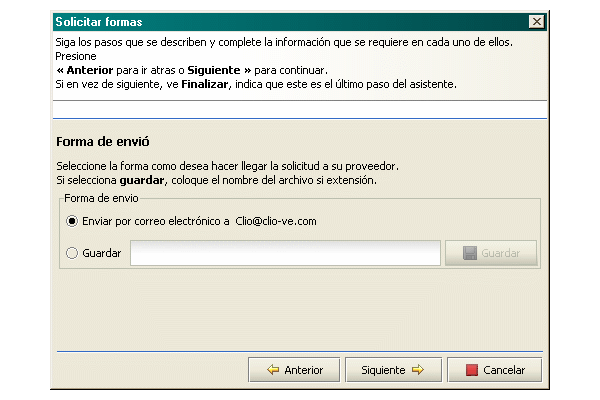 Solicitar formas
Siga los pasos que se describen y complete la información que se requiere en cada uno de ellos.
Presione
« Anterior para ir atras o Siguiente » para continuar.
Si en vez de siguiente, ve Finalizar, indica que este es el último paso del asistente.
Forma de envió
Seleccione la forma como desea hacer llegar la solicitud a su proveedor.
Si selecciona guardar, coloque el nombre del archivo si extensión.
Forma de envio
Enviar por correo electrónico a Clio@clio-ve.com
Guardar
Guardar
Anterior
Siguiente
Cancelar